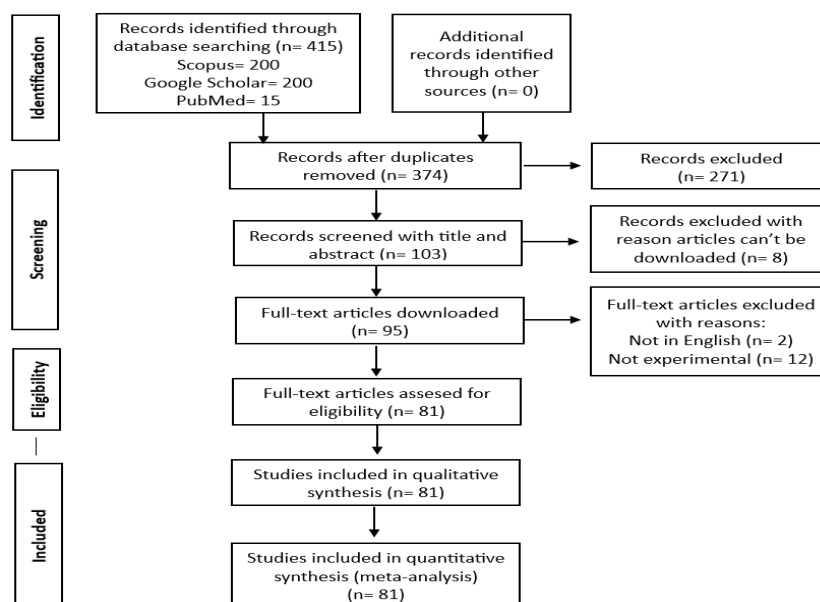 Identification
Records identified through
database searching (n= 415)
Scopus= 200
Google Scholar= 200
PubMed= 15
Additional
records identified
through other
sources (n= 0)
Records after duplicates
removed (n= 374)
Records excluded
(n= 271)
Screening
Records screened with title and
abstract (n= 103)
Records excluded with
reason articles can't be
downloaded (n= 8)
Full-text articles downloaded
(n= 95)
Full-text articles excluded
with reasons:
Not in English (n= 2)
Not experimental (n= 12)
Eligibility
Full-text articles assesed for
eligibility (n= 81)
Included
Studies included in qualitative
synthesis (n= 81)
Studies included in quantitative
synthesis (meta-analysis)
(n= 81)